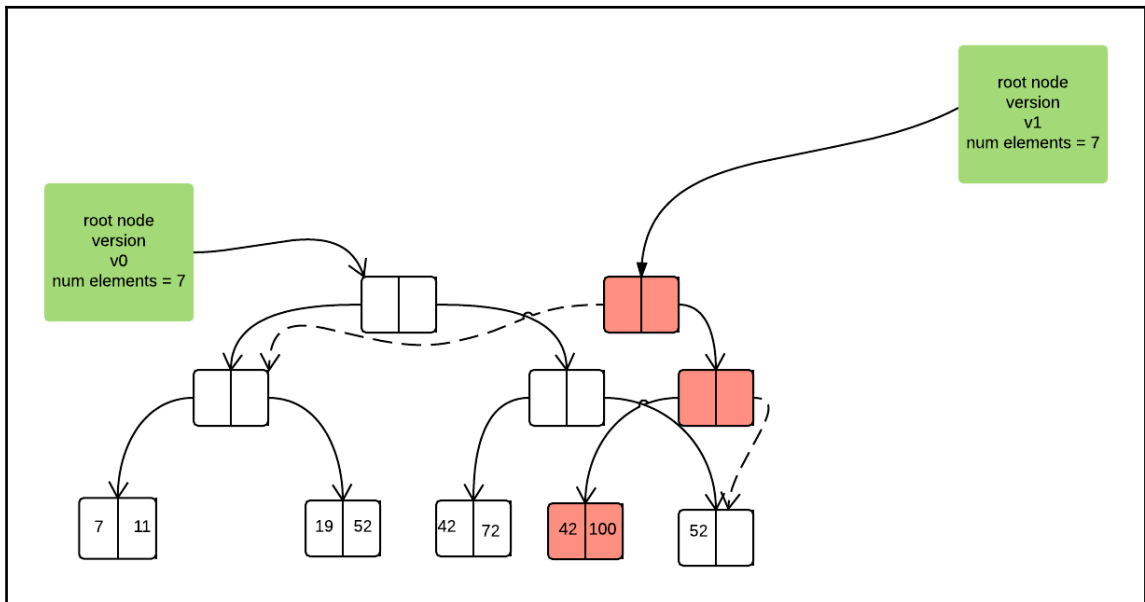 root node
version
v1
num elements = 7
root node
version
v0
num elements = 7
7 11
19 52
42 72
42 100
52